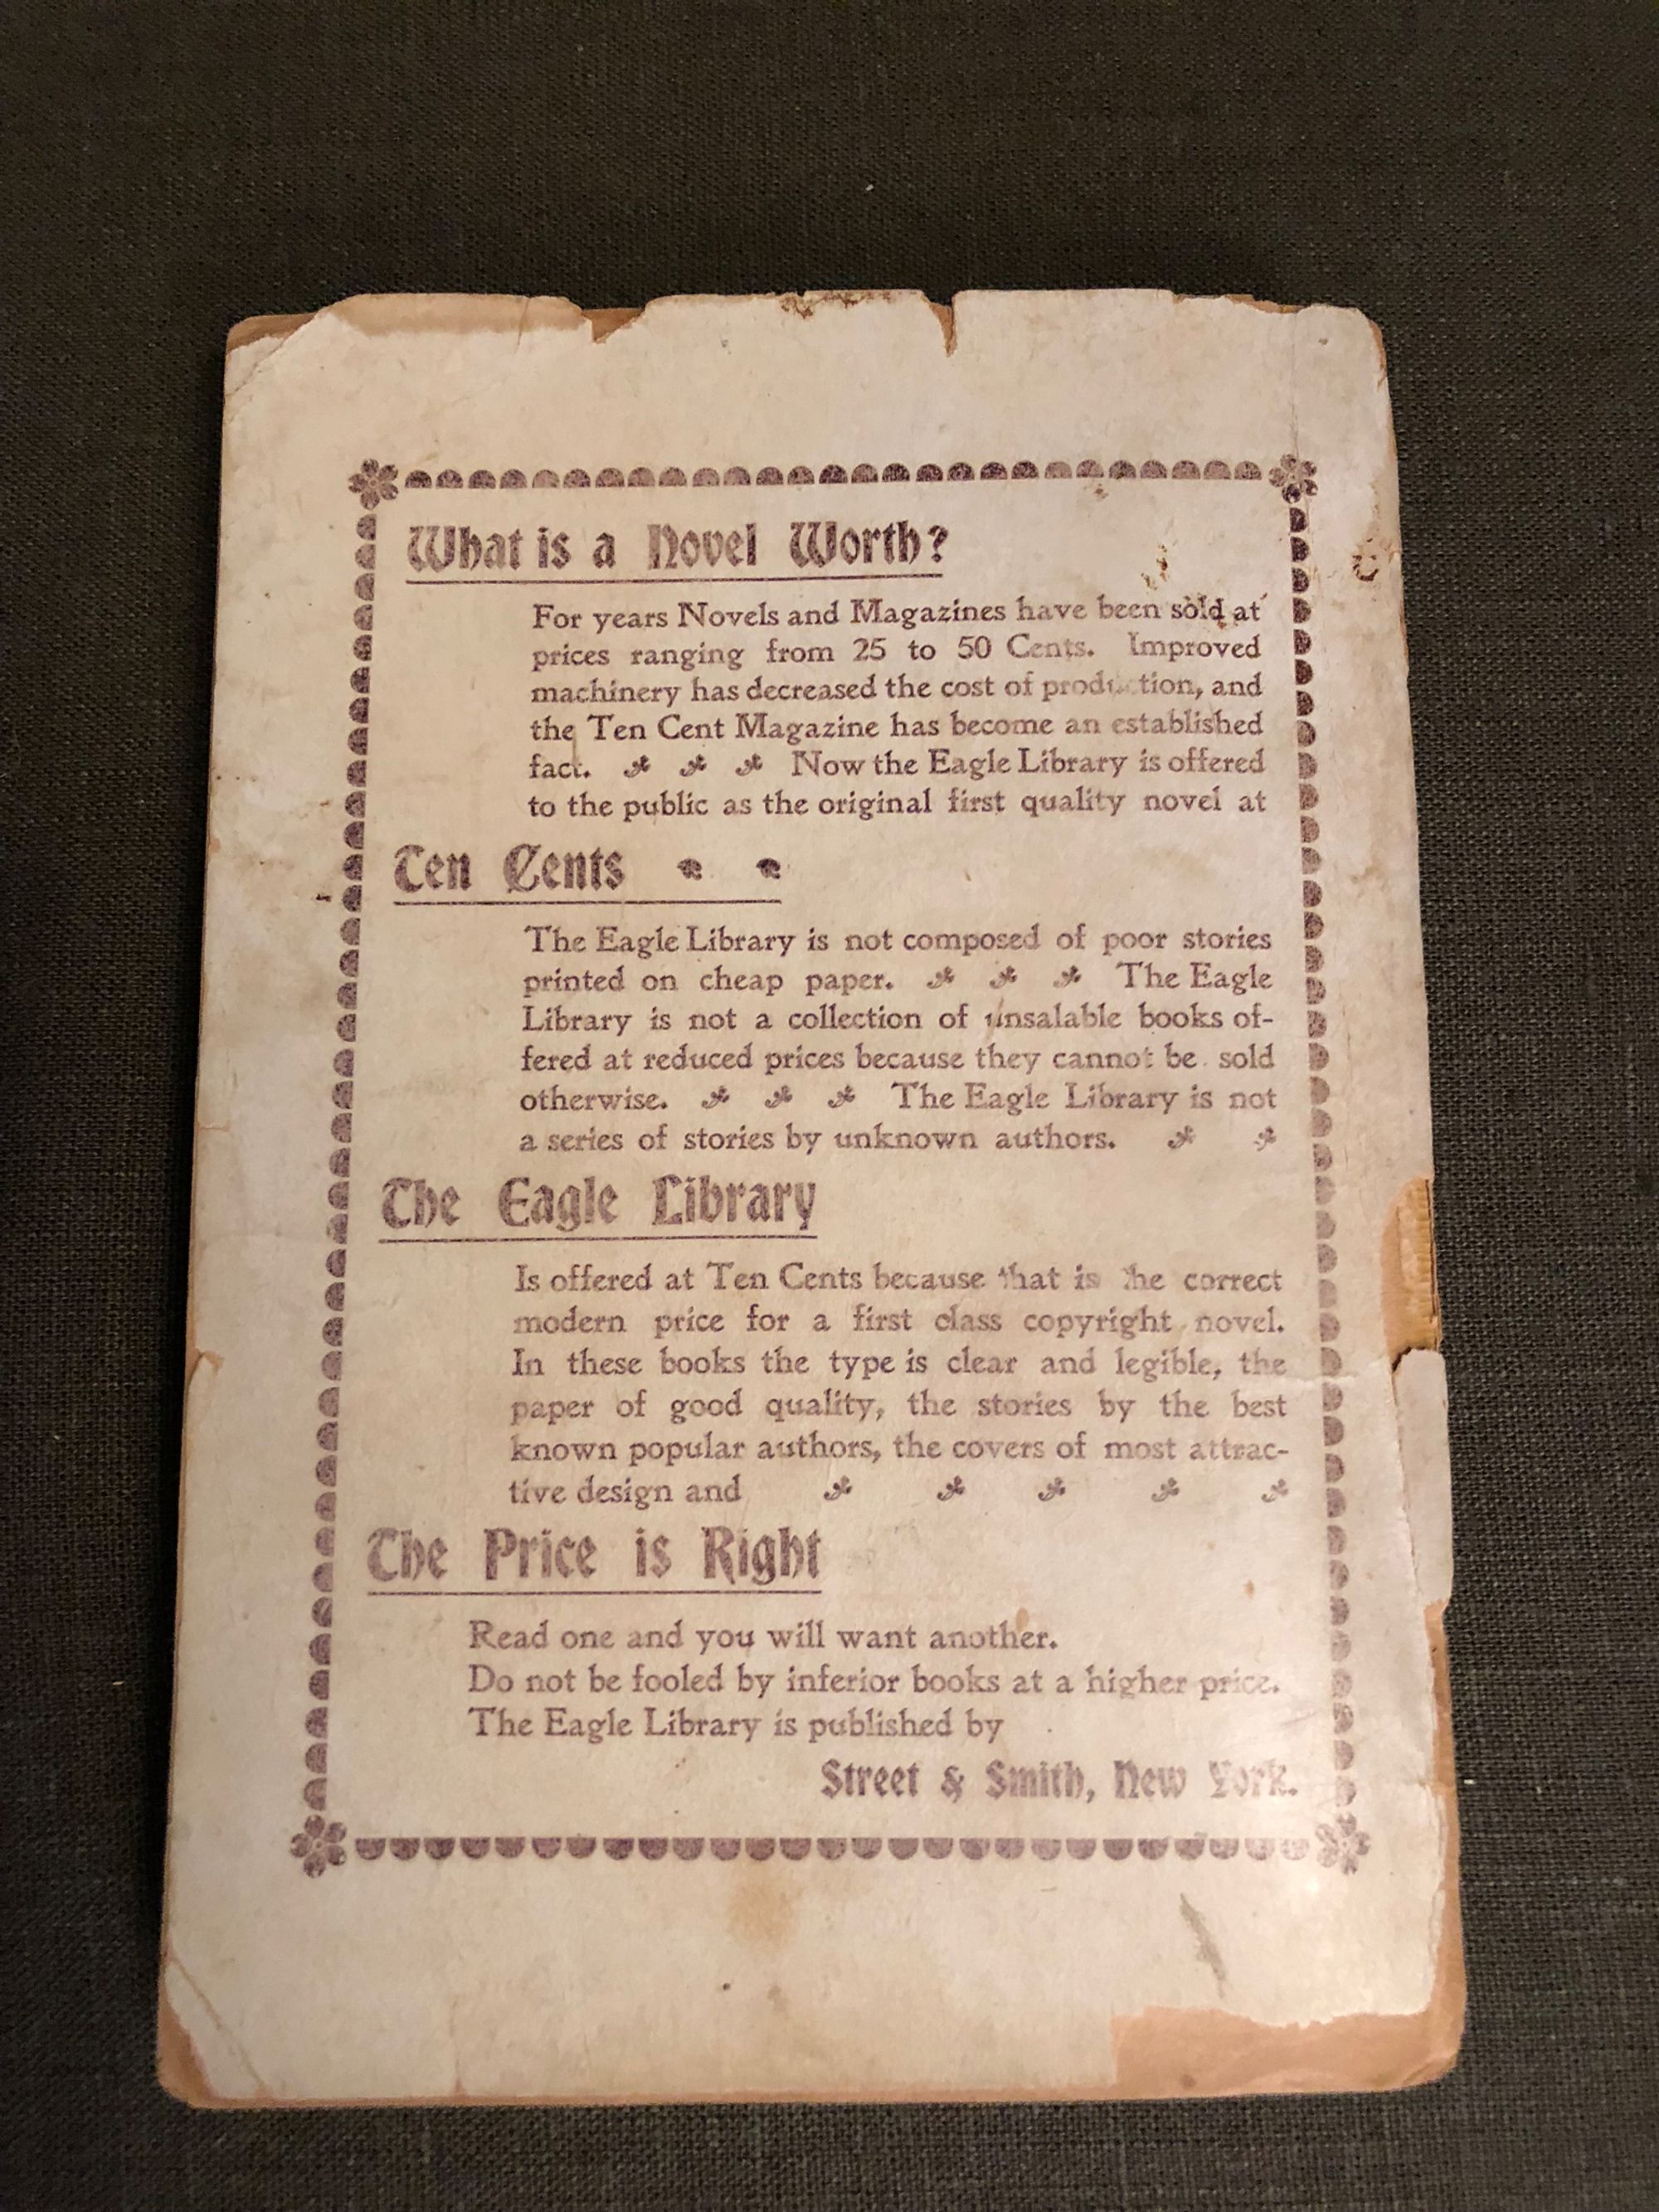 What is a Novel Worth?
For years Novels and Magazines have been sold at
prices ranging from 25 to 50 Cents. Improved
machinery has decreased the cost of production, and
the Ten Cent Magazine has become an established
fact. Now the Eagle Library is offered
to the public as the original first quality novel at
Ten Cents
The Eagle Library is not composed of poor stories
printed on cheap paper. The Eagle
Library is not a collection of unsalable books of-
fered at reduced prices because they cannot be sold
otherwise. The Eagle Library is not
a series of stories by unknown authors.
The Eagle Library
Is offered at Ten Cents because that is the correct
modern price for a first class copyright novel.
In these books the type is clear and legible, the
paper of good quality, the stories by the best
known popular authors, the covers of most attrac-
tive design and
The Price is Right
Read one and you will want another.
Do not be fooled by inferior books at a higher price.
The Eagle Library is published by
Street & Smith, New York.